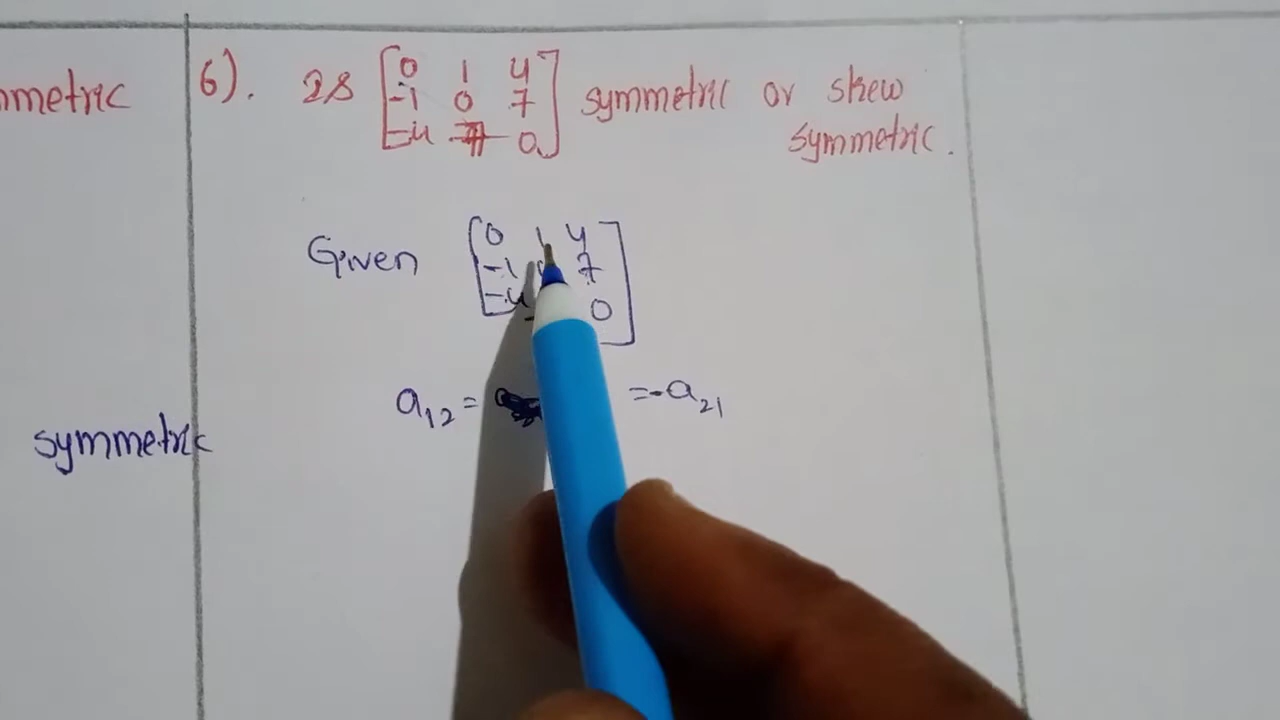 mmetric
6). Is [0 1 4 symmetric or skew
-1 0 7
-4 0] symmetric.
Given [0 1 4
-1 7
-4 0]
a12 = = -a21
symmetric